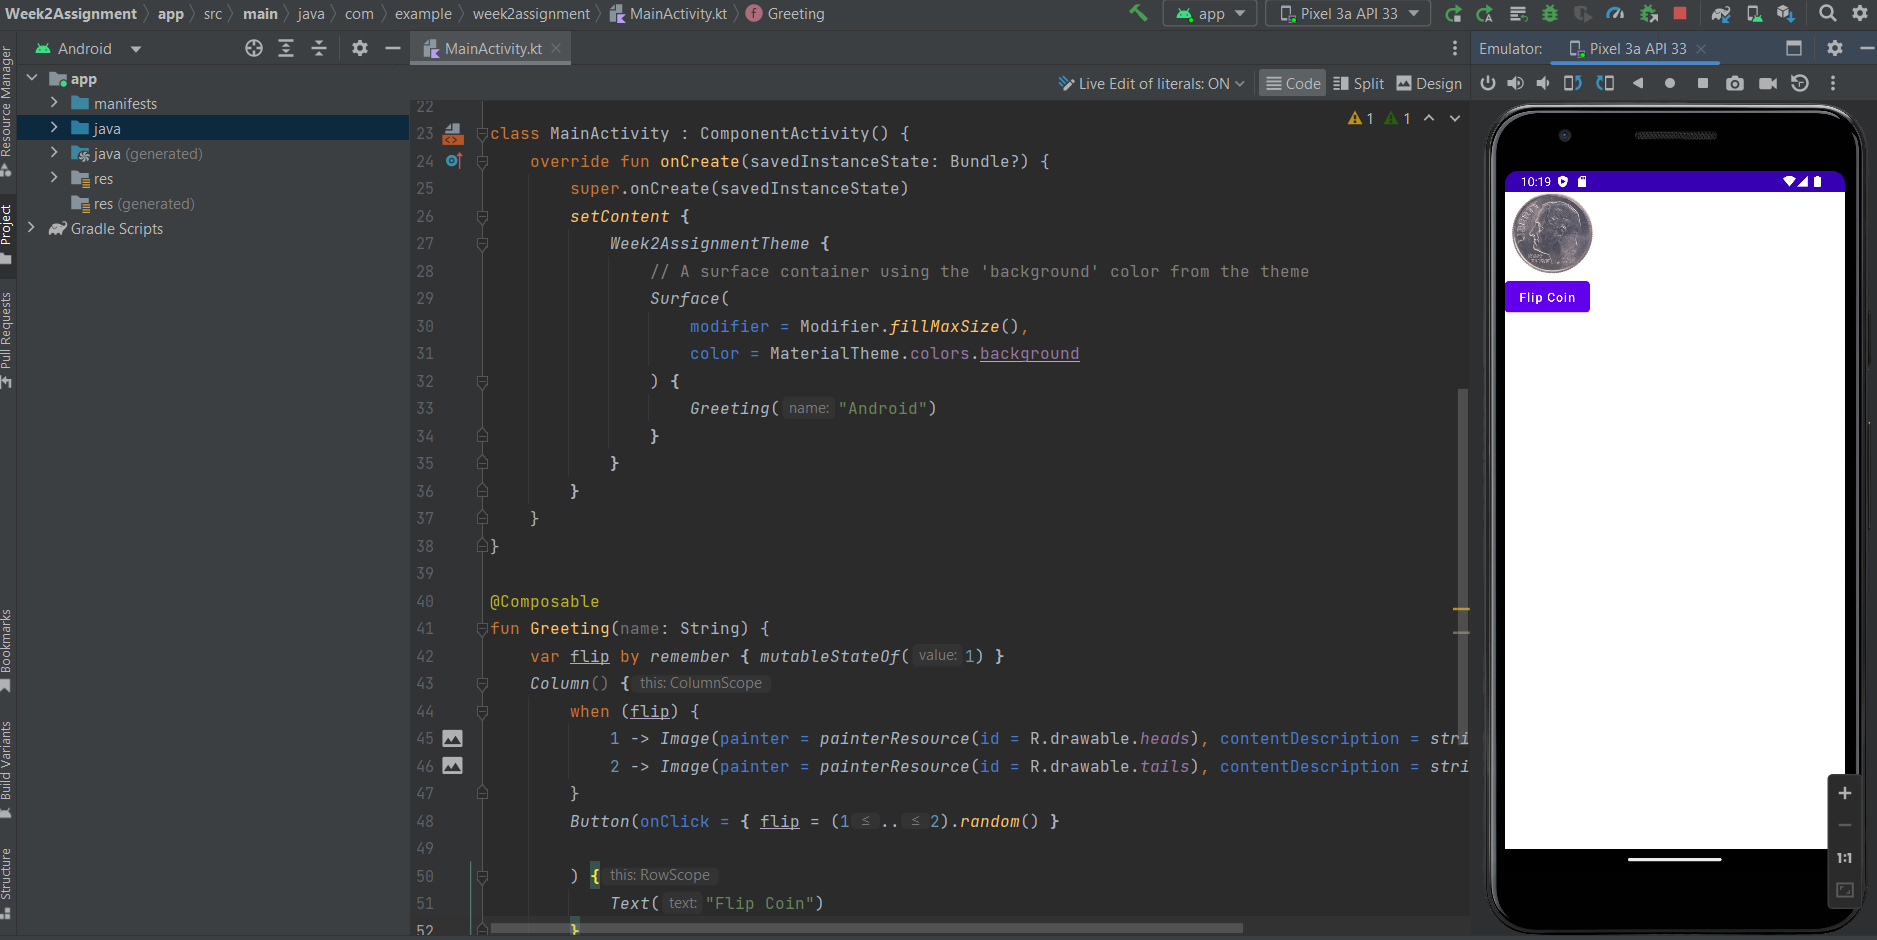 Week2Assignment app src main java com example week2assignment MainActivity.kt Greeting
app Pixel 3a API 33
Android
MainActivity.kt
Emulator: Pixel 3a API 33
Live Edit of literals: ON Code Split Design
Resource Manager
Project
Pull Requests
Bookmarks
Build Variants
Structure
app
manifests
java
java (generated)
res
res (generated)
Gradle Scripts
1 1
22
23 class MainActivity : ComponentActivity() {
24 override fun onCreate(savedInstanceState: Bundle?) {
25 super.onCreate(savedInstanceState)
26 setContent {
27 Week2AssignmentTheme {
28 // A surface container using the 'background' color from the theme
29 Surface(
30 modifier = Modifier.fillMaxSize(),
31 color = MaterialTheme.colors.background
32 ) {
33 Greeting( name: "Android")
34 }
35 }
36 }
37 }
38 }
39
40 @Composable
41 fun Greeting(name: String) {
42 var flip by remember { mutableStateOf( value: 1) }
43 Column() { this: ColumnScope
44 when (flip) {
45 1 -> Image(painter = painterResource(id = R.drawable.heads), contentDescription = stri
46 2 -> Image(painter = painterResource(id = R.drawable.tails), contentDescription = stri
47 }
48 Button(onClick = { flip = (1 ≤ .. ≤ 2).random() }
49
50 ) { this: RowScope
51 Text( text: "Flip Coin")
52 }
10:19
LIBERTY
Flip Coin
1:1